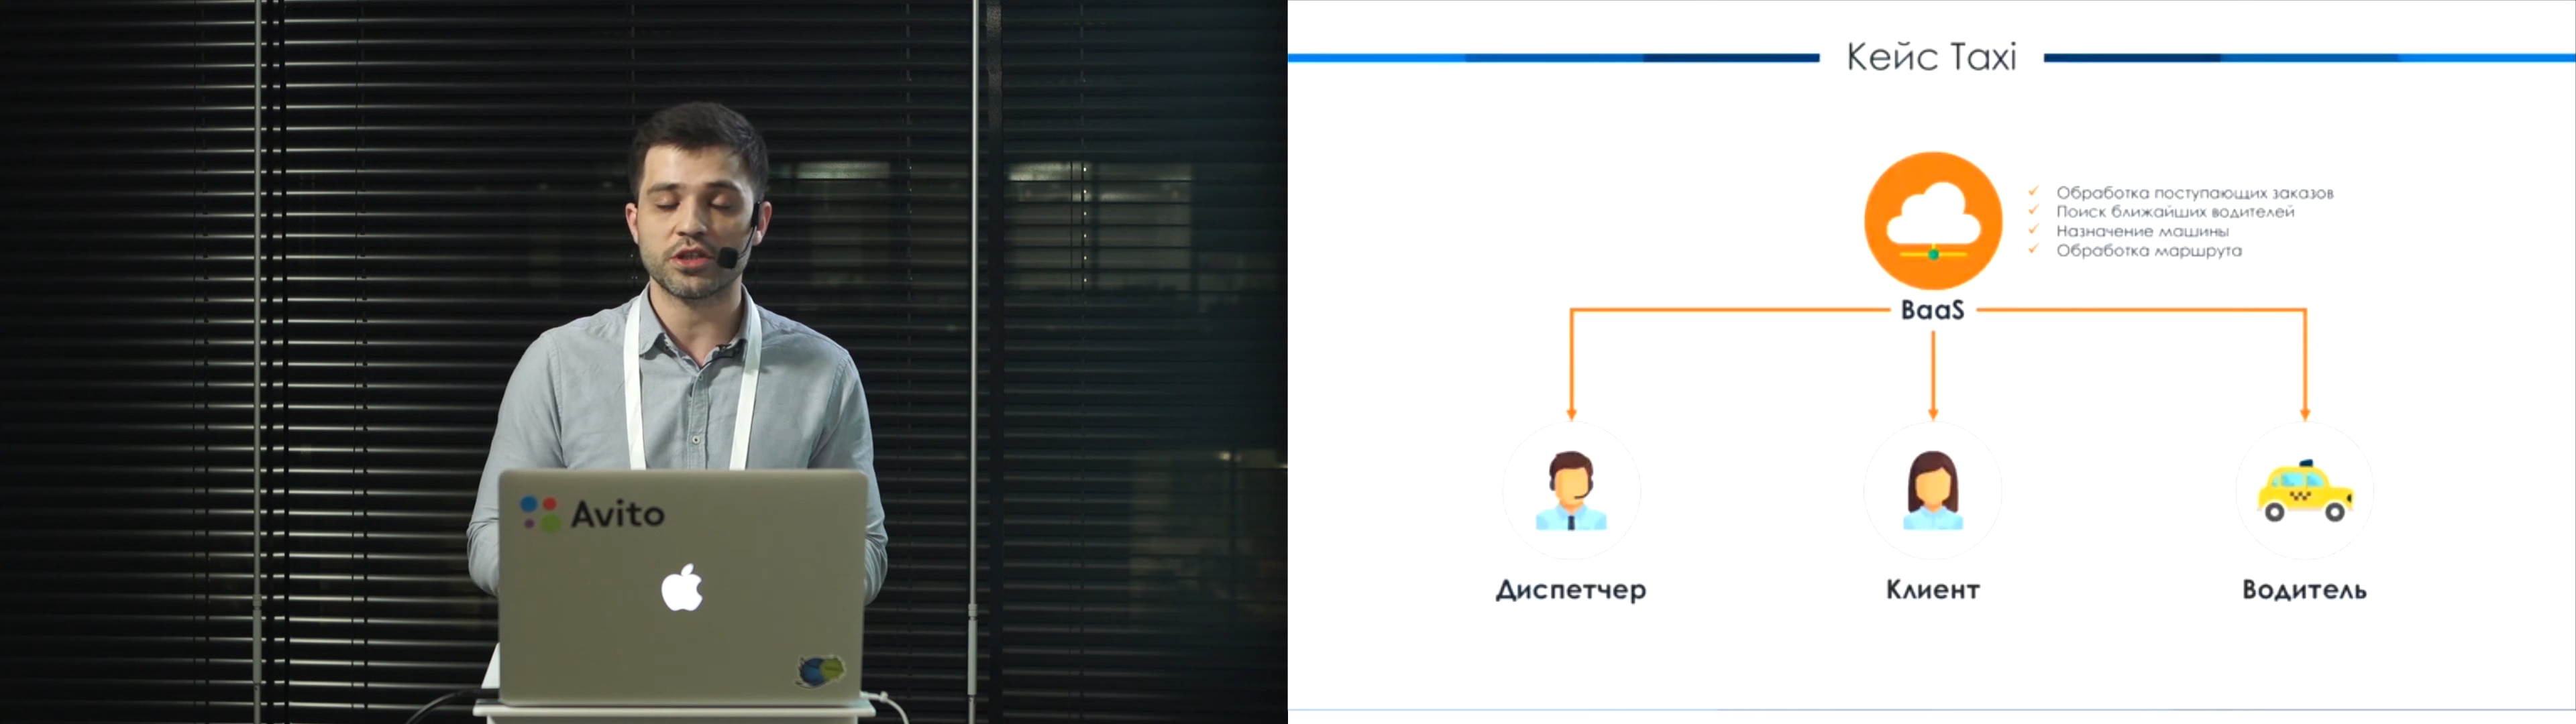 Avito
Кейс Taxi
Обработка поступающих заказов
Поиск ближайших водителей
Назначение машины
Обработка маршрута
BaaS
Диспетчер
Клиент
Водитель